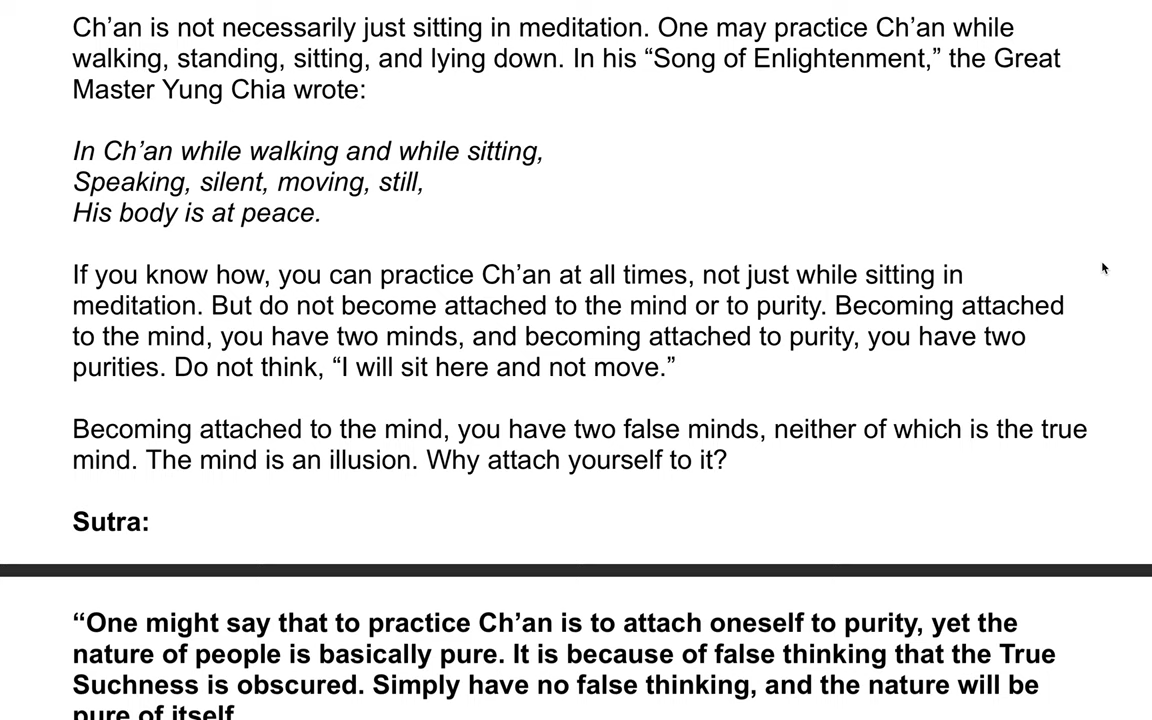 Ch’an is not necessarily just sitting in meditation. One may practice Ch’an while
walking, standing, sitting, and lying down. In his “Song of Enlightenment,” the Great
Master Yung Chia wrote:
In Ch’an while walking and while sitting,
Speaking, silent, moving, still,
His body is at peace.
If you know how, you can practice Ch’an at all times, not just while sitting in
meditation. But do not become attached to the mind or to purity. Becoming attached
to the mind, you have two minds, and becoming attached to purity, you have two
purities. Do not think, “I will sit here and not move.”
Becoming attached to the mind, you have two false minds, neither of which is the true
mind. The mind is an illusion. Why attach yourself to it?
Sutra:
“One might say that to practice Ch’an is to attach oneself to purity, yet the
nature of people is basically pure. It is because of false thinking that the True
Suchness is obscured. Simply have no false thinking, and the nature will be
pure of itself